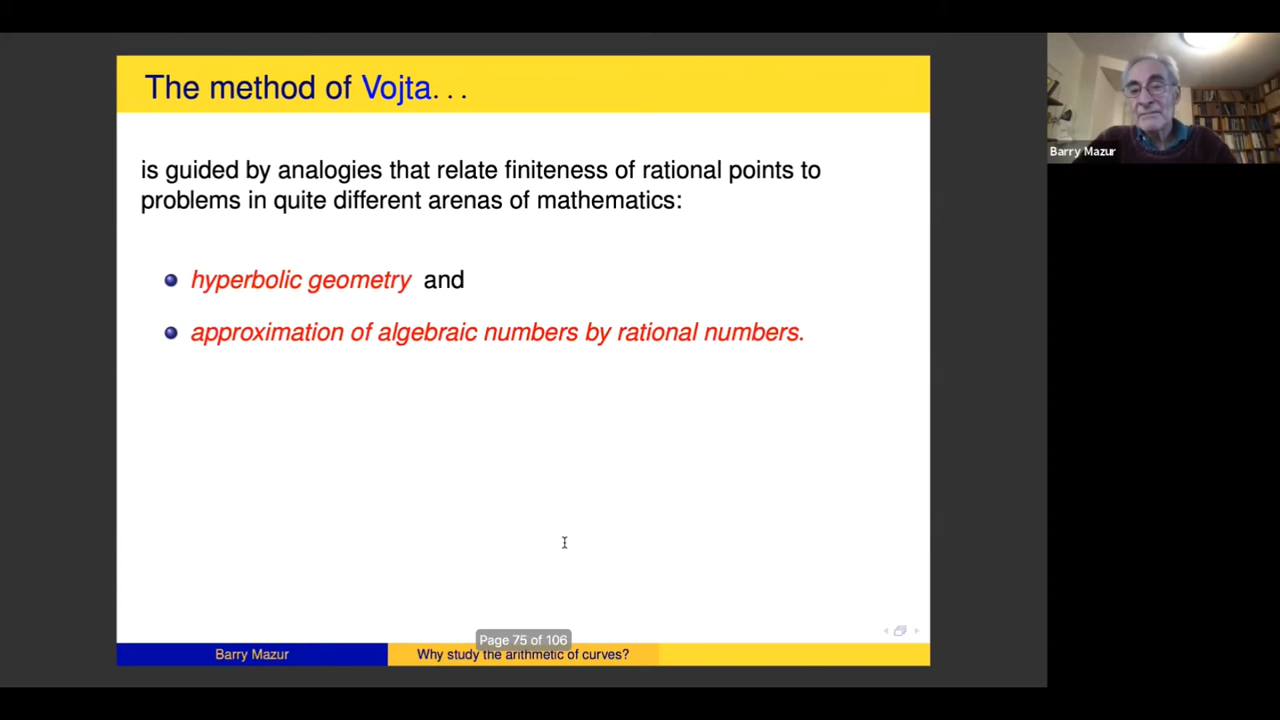 The method of Vojta. . .
is guided by analogies that relate finiteness of rational points to
problems in quite different arenas of mathematics:
hyperbolic geometry and
approximation of algebraic numbers by rational numbers.
Barry Mazur
Page 75 of 106
Barry Mazur
Why study the arithmetic of curves?